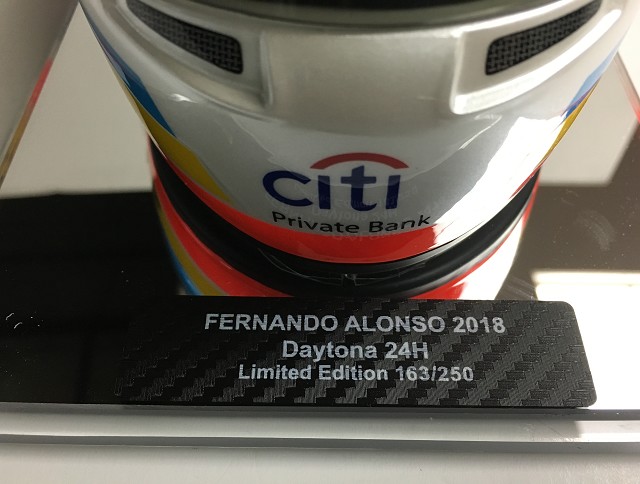 citi
Private Bank
FERNANDO ALONSO 2018
Daytona 24H
Limited Edition 163/250